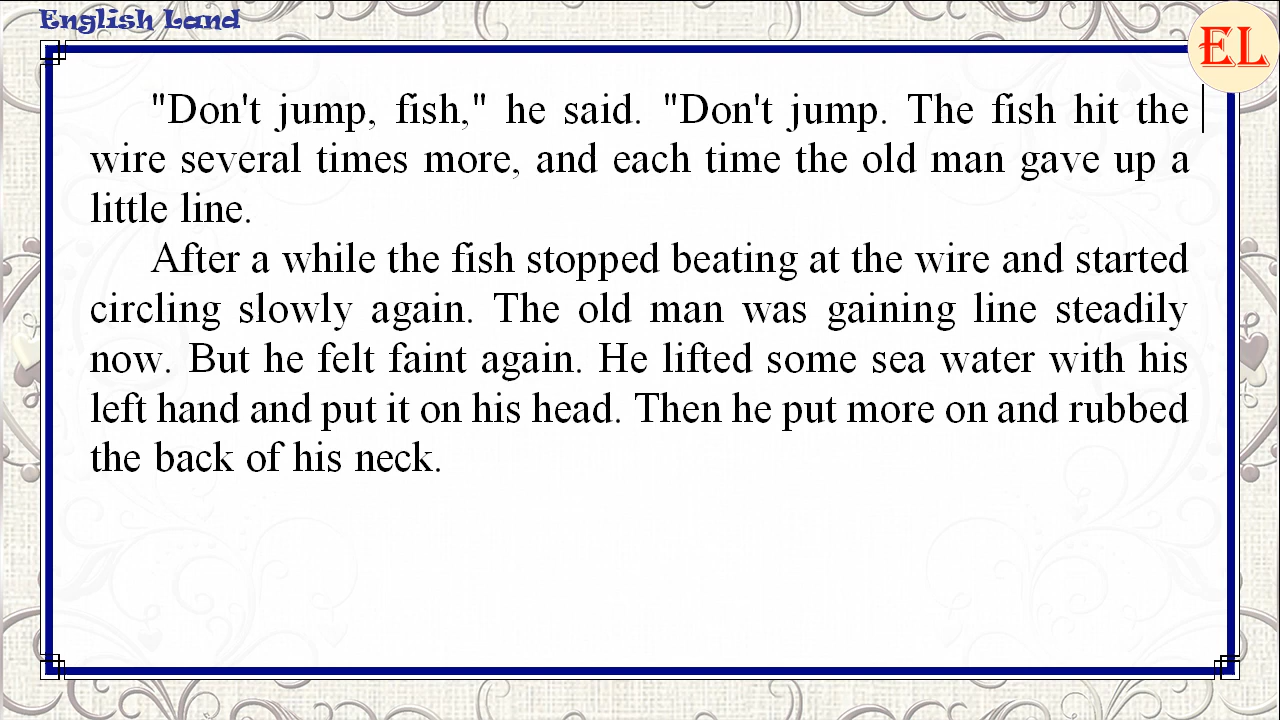 English Land
EL
"Don't jump, fish," he said. "Don't jump. The fish hit the
wire several times more, and each time the old man gave up a
little line.
After a while the fish stopped beating at the wire and started
circling slowly again. The old man was gaining line steadily
now. But he felt faint again. He lifted some sea water with his
left hand and put it on his head. Then he put more on and rubbed
the back of his neck.